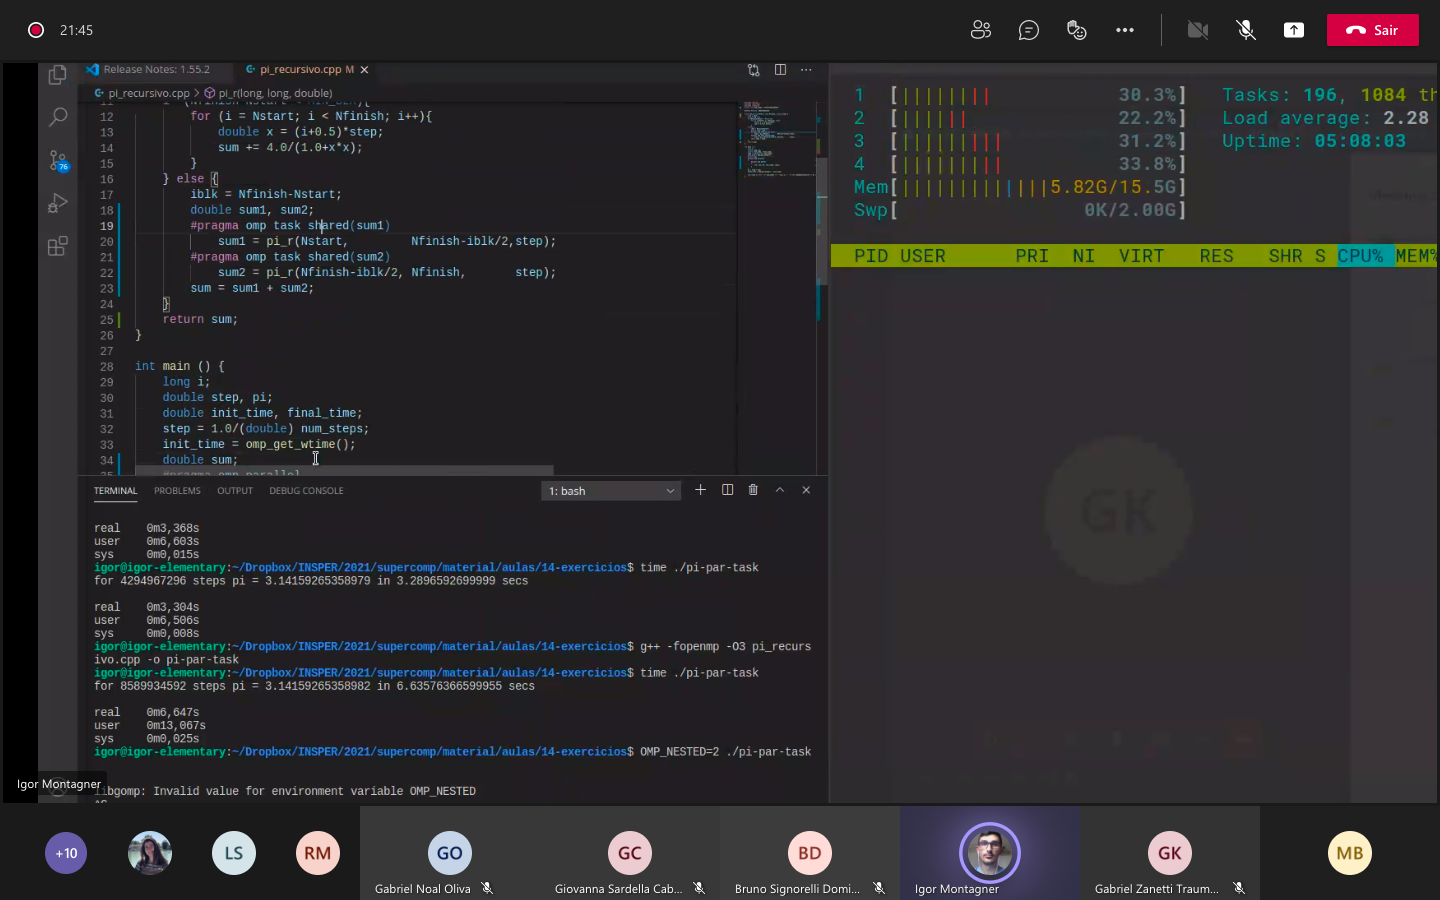 21:45
Sair
Release Notes: 1.55.2
pi_recursivo.cpp M
pi_recursivo.cpp > pi_r(long, long, double)
12 for (i = Nstart; i < Nfinish; i++){
13 double x = (i+0.5)*step;
14 sum += 4.0/(1.0+x*x);
15 }
16 } else {
17 iblk = Nfinish-Nstart;
18 double sum1, sum2;
19 #pragma omp task shared(sum1)
20 sum1 = pi_r(Nstart, Nfinish-iblk/2,step);
21 #pragma omp task shared(sum2)
22 sum2 = pi_r(Nfinish-iblk/2, Nfinish, step);
23 sum = sum1 + sum2;
24 }
25 return sum;
26 }
27
28 int main () {
29 long i;
30 double step, pi;
31 double init_time, final_time;
32 step = 1.0/(double) num_steps;
33 init_time = omp_get_wtime();
34 double sum;
#pragma omp parallel
76
TERMINAL PROBLEMS OUTPUT DEBUG CONSOLE 1: bash
real 0m3,368s
user 0m6,603s
sys 0m0,015s
igor@igor-elementary:~/Dropbox/INSPER/2021/supercomp/material/aulas/14-exercicios$ time ./pi-par-task
for 4294967296 steps pi = 3.14159265358979 in 3.2896592699999 secs
real 0m3,304s
user 0m6,506s
sys 0m0,008s
igor@igor-elementary:~/Dropbox/INSPER/2021/supercomp/material/aulas/14-exercicios$ g++ -fopenmp -O3 pi_recurs
ivo.cpp -o pi-par-task
igor@igor-elementary:~/Dropbox/INSPER/2021/supercomp/material/aulas/14-exercicios$ time ./pi-par-task
for 8589934592 steps pi = 3.14159265358982 in 6.63576366599955 secs
real 0m6,647s
user 0m13,067s
sys 0m0,025s
igor@igor-elementary:~/Dropbox/INSPER/2021/supercomp/material/aulas/14-exercicios$ OMP_NESTED=2 ./pi-par-task
libgomp: Invalid value for environment variable OMP_NESTED
1 [ 30.3%] Tasks: 196, 1084 th
2 [ 22.2%] Load average: 2.28
3 [ 31.2%] Uptime: 05:08:03
4 [ 33.8%]
Mem[ 5.82G/15.5G]
Swp[ 0K/2.00G]
PID USER PRI NI VIRT RES SHR S CPU% MEM%
GK
Igor Montagner
+10
LS
RM
GO
GC
BD
GK
MB
Gabriel Noal Oliva
Giovanna Sardella Cab...
Bruno Signorelli Domi...
Igor Montagner
Gabriel Zanetti Traum...